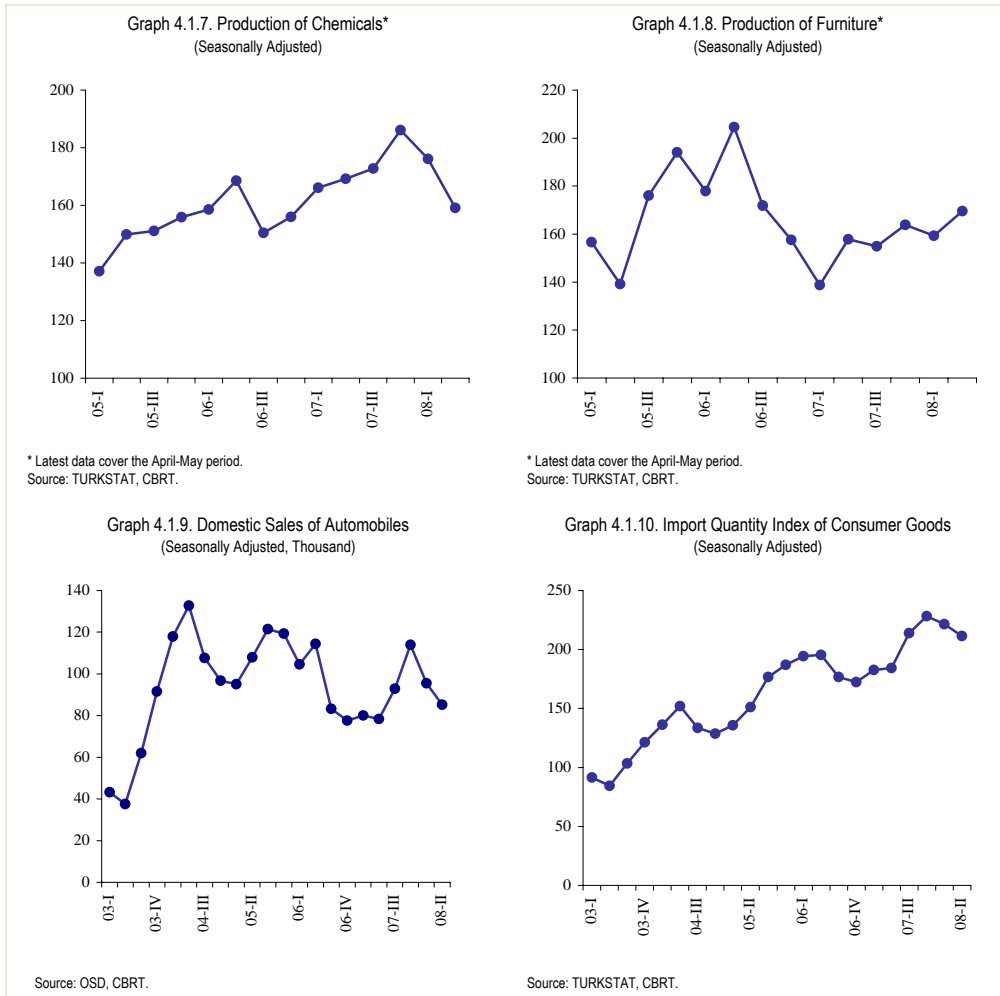 Graph 4.1.7. Production of Chemicals*
(Seasonally Adjusted)
200
180
160
140
120
100
05-I
05-III
06-I
06-III
07-I
07-III
08-I
* Latest data cover the April-May period.
Source: TURKSTAT, CBRT.
Graph 4.1.8. Production of Furniture*
(Seasonally Adjusted)
220
200
180
160
140
120
100
05-I
05-III
06-I
06-III
07-I
07-III
08-I
* Latest data cover the April-May period.
Source: TURKSTAT, CBRT.
Graph 4.1.9. Domestic Sales of Automobiles
(Seasonally Adjusted, Thousand)
140
120
100
80
60
40
20
0
03-I
03-IV
04-III
05-II
06-I
06-IV
07-III
08-II
Source: OSD, CBRT.
Graph 4.1.10. Import Quantity Index of Consumer Goods
(Seasonally Adjusted)
250
200
150
100
50
0
03-I
03-IV
04-III
05-II
06-I
06-IV
07-III
08-II
Source: TURKSTAT, CBRT.